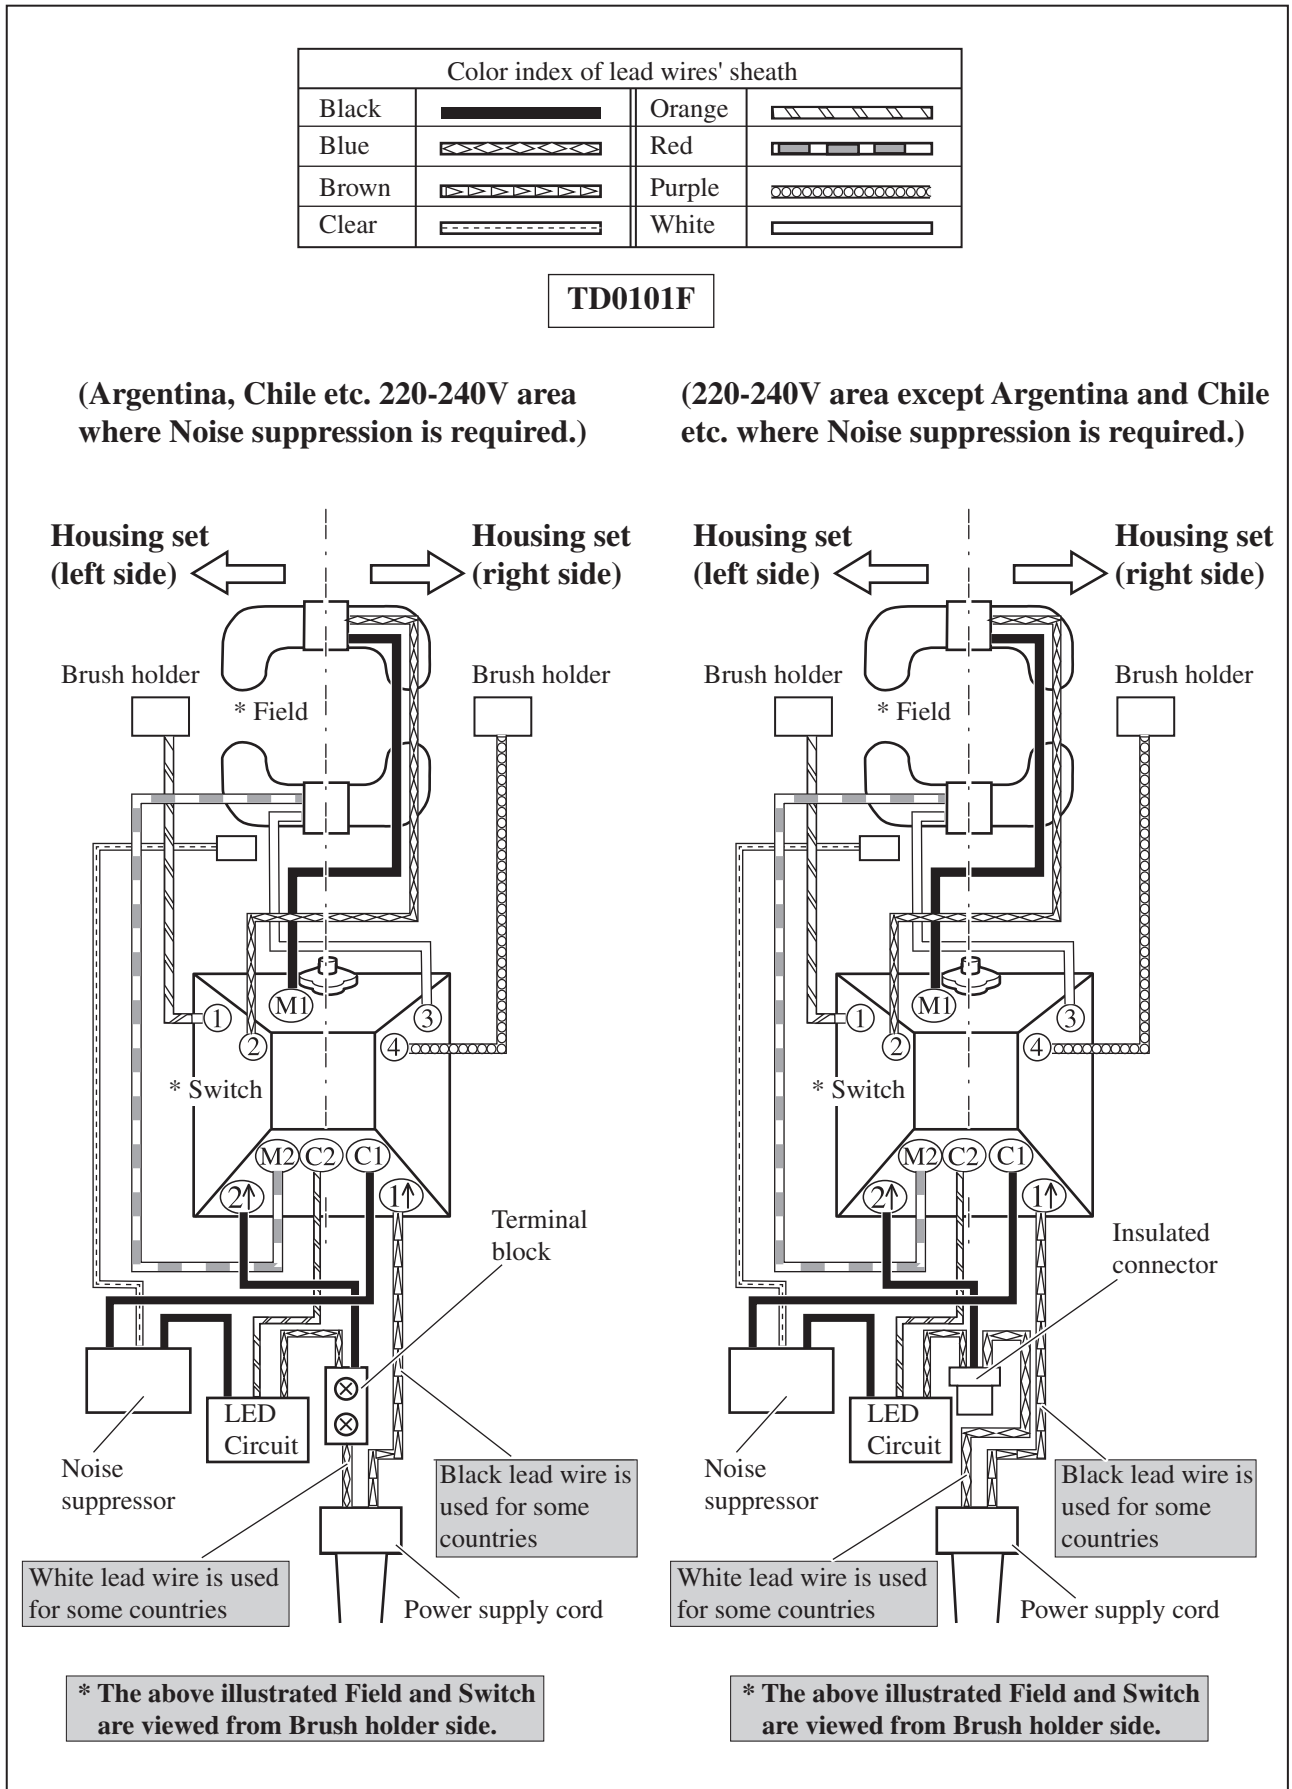 Color index of lead wires' sheath
Black
Orange
Blue
Red
Brown
Purple
Clear
White
TD0101F
(Argentina, Chile etc. 220-240V area
where Noise suppression is required.)
Housing set
(left side)
Housing set
(right side)
Brush holder
Brush holder
* Field
M1
1
3
2
4
* Switch
M2
C2
C1
2↑
1↑
Terminal
block
LED
Circuit
Noise
suppressor
Black lead wire is
used for some
countries
White lead wire is used
for some countries
Power supply cord
* The above illustrated Field and Switch
are viewed from Brush holder side.
(220-240V area except Argentina and Chile
etc. where Noise suppression is required.)
Housing set
(left side)
Housing set
(right side)
Brush holder
Brush holder
* Field
M1
1
3
2
4
* Switch
M2
C2
C1
2↑
1↑
Insulated
connector
LED
Circuit
Noise
suppressor
Black lead wire is
used for some
countries
White lead wire is used
for some countries
Power supply cord
* The above illustrated Field and Switch
are viewed from Brush holder side.